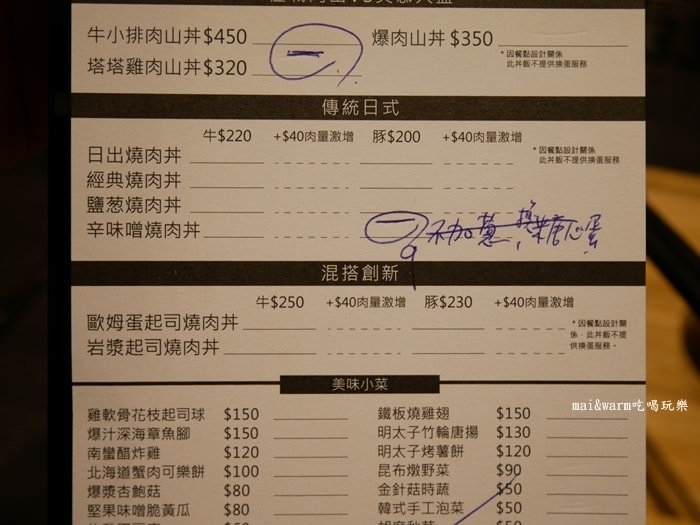 牛小排肉山丼$450 一 爆肉山丼$350
塔塔雞肉山丼$320
*因餐點設計關係
此丼飯不提供換蛋服務
傳統日式
牛$220 +$40肉量激增 豚$200 +$40肉量激增
日出燒肉丼
*因餐點設計關係
此丼飯不提供換蛋服務
經典燒肉丼
鹽葱燒肉丼
辛味噌燒肉丼 一 不加蔥，換糖心蛋
混搭創新
牛$250 +$40肉量激增 豚$230 +$40肉量激增
歐姆蛋起司燒肉丼
岩漿起司燒肉丼
*因餐點設計關
係，此丼飯不提
供換蛋服務。
美味小菜
雞軟骨花枝起司球 $150 鐵板燒雞翅 $150
爆汁深海章魚腳 $150 明太子竹輪唐揚 $130
南蠻醋炸雞 $120 明太子烤薯餅 $120
北海道蟹肉可樂餅 $100 昆布燉野菜 $90
爆漿杏鮑菇 $80 金針菇時蔬 $50
堅果味噌脆黃瓜 $80 韓式手工泡菜 $50
mai&warm吃喝玩樂